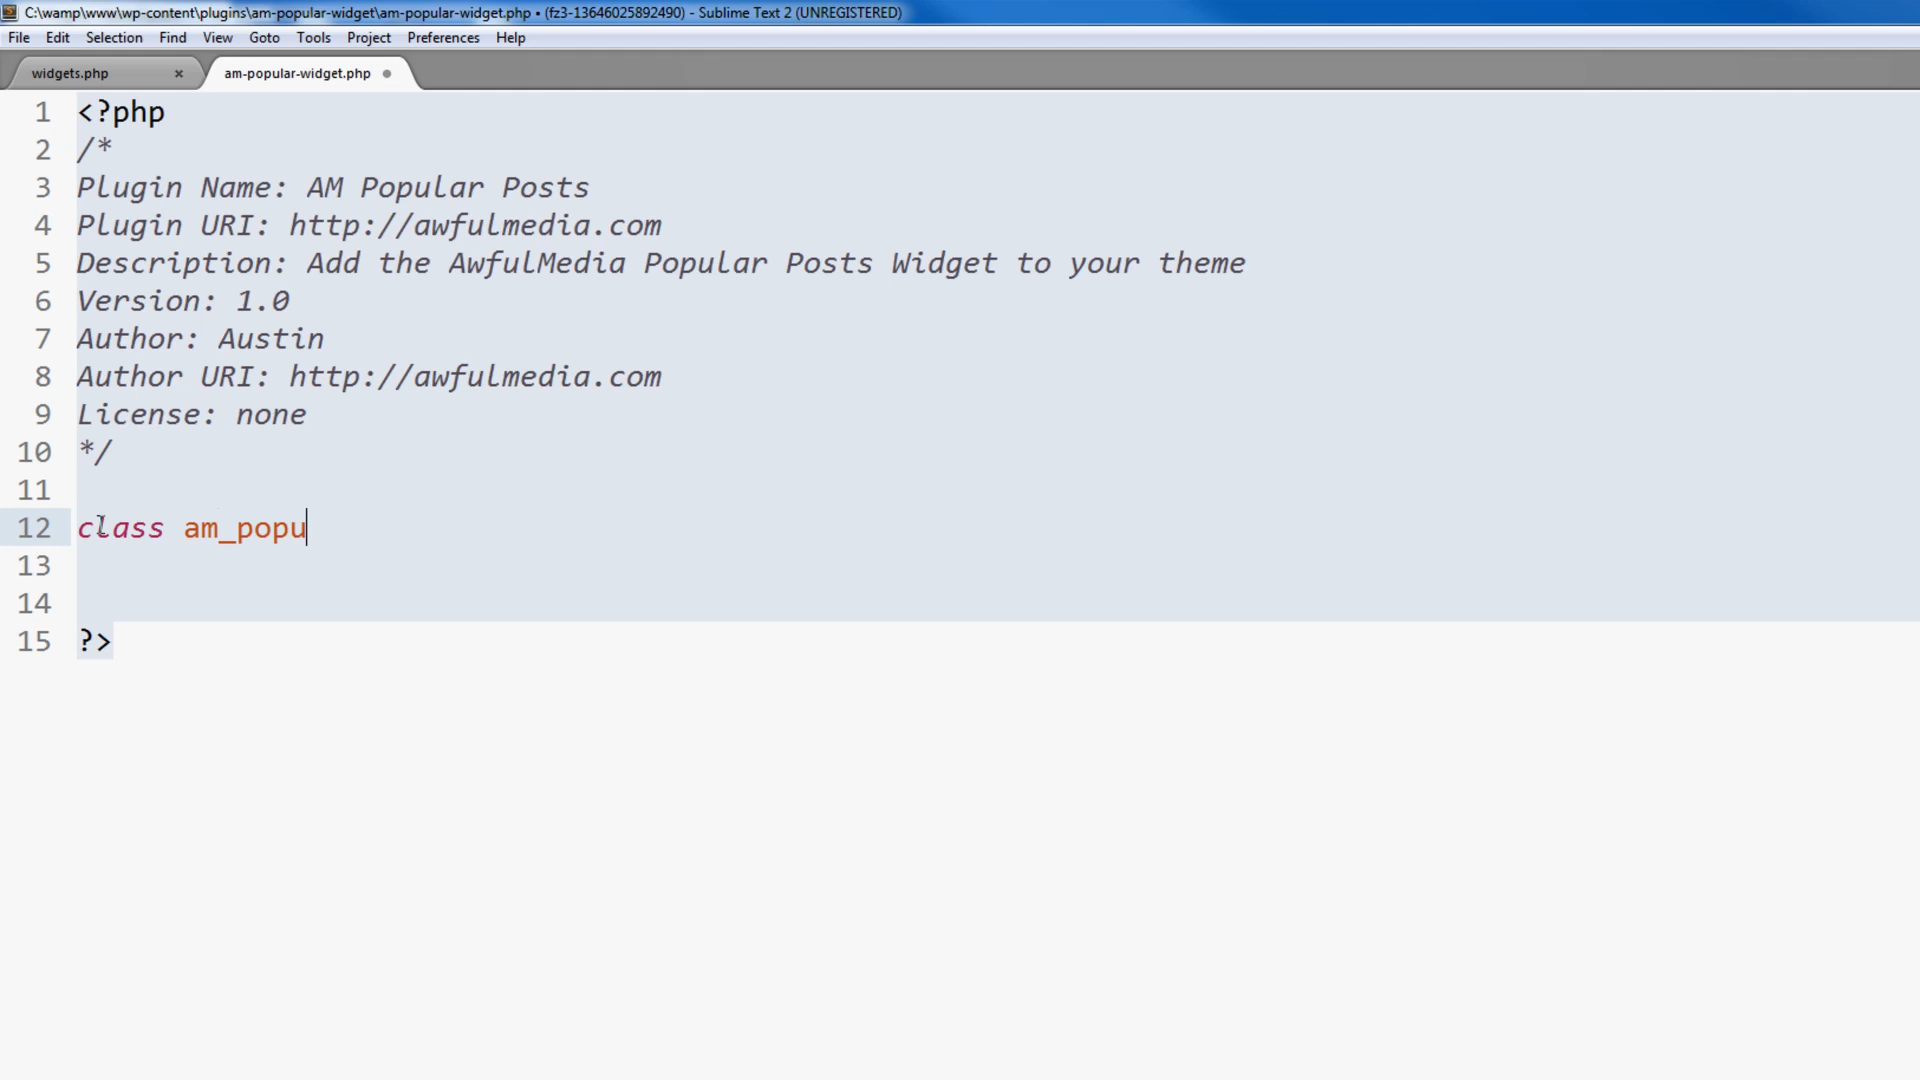 C:\wamp\www\wp-content\plugins\am-popular-widget\am-popular-widget.php • (fz3-13646025892490) - Sublime Text 2 (UNREGISTERED)
File Edit Selection Find View Goto Tools Project Preferences Help
widgets.php × am-popular-widget.php
1 <?php
2 /*
3 Plugin Name: AM Popular Posts
4 Plugin URI: http://awfulmedia.com
5 Description: Add the AwfulMedia Popular Posts Widget to your theme
6 Version: 1.0
7 Author: Austin
8 Author URI: http://awfulmedia.com
9 License: none
10 */
11
12 class am_popu
13
14
15 ?>